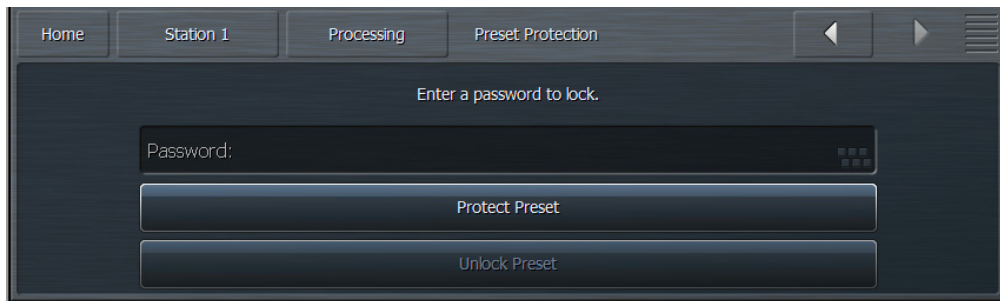 Home Station 1 Processing Preset Protection
Enter a password to lock.
Password:
Protect Preset
Unlock Preset